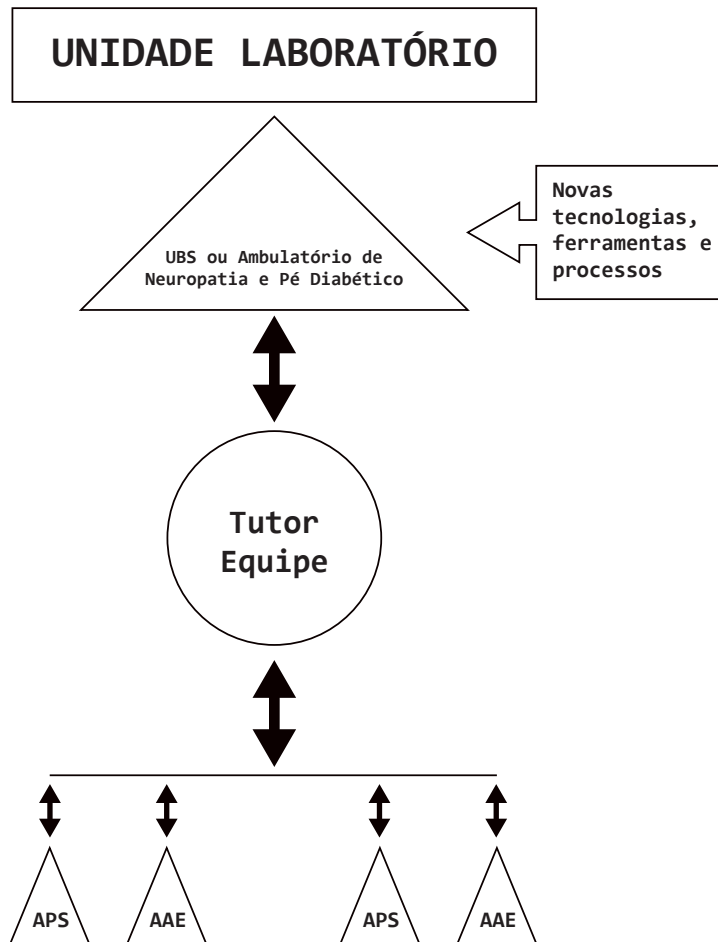 UNIDADE LABORATÓRIO
Novas
tecnologias,
ferramentas e
processos
UBS ou Ambulatório de
Neuropatia e Pé Diabético
Tutor
Equipe
APS AAE APS AAE